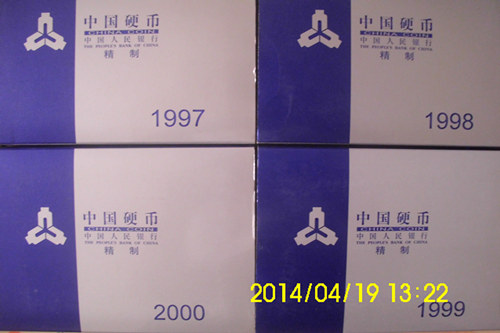 中国硬币
CHINA COIN
中国人民银行
THE PEOPLE'S BANK OF CHINA
精制
1997
中国硬币
CHINA COIN
中国人民银行
THE PEOPLE'S BANK OF CHINA
精制
1998
中国硬币
CHINA COIN
中国人民银行
THE PEOPLE'S BANK OF CHINA
精制
2000
中国硬币
CHINA COIN
中国人民银行
THE PEOPLE'S BANK OF CHINA
精制
1999
2014/04/19 13:22